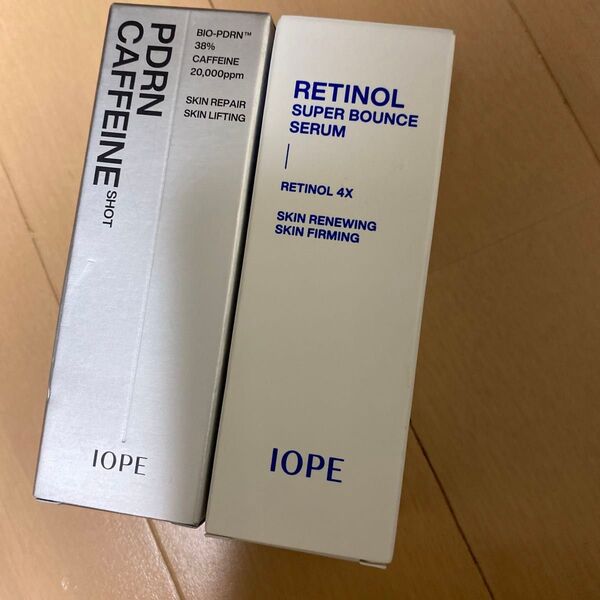 PDRN
CAFFEINE SHOT
BIO-PDRN™
38%
CAFFEINE
20,000ppm
SKIN REPAIR
SKIN LIFTING
IOPE
RETINOL
SUPER BOUNCE
SERUM
RETINOL 4X
SKIN RENEWING
SKIN FIRMING
IOPE